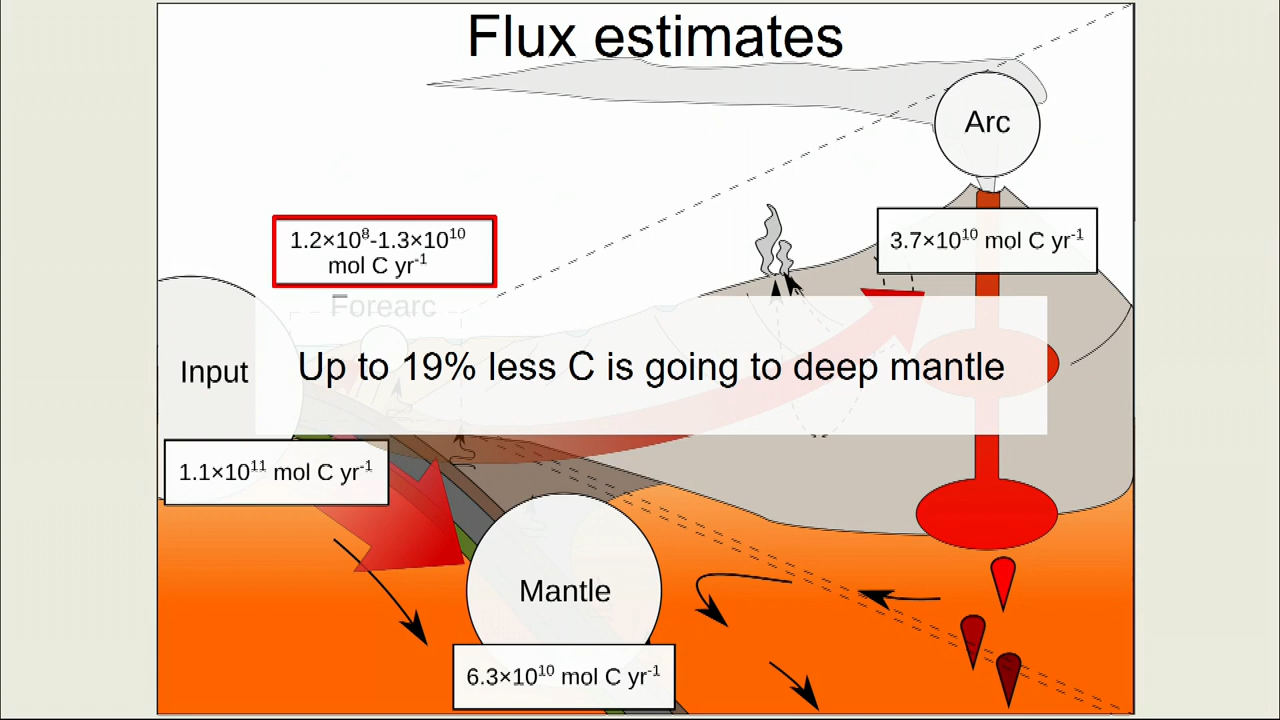 Flux estimates
Arc
1.2×10⁸-1.3×10¹⁰
mol C yr⁻¹
3.7×10¹⁰ mol C yr⁻¹
Forearc
Up to 19% less C is going to deep mantle
Input
1.1×10¹¹ mol C yr⁻¹
Mantle
6.3×10¹⁰ mol C yr⁻¹